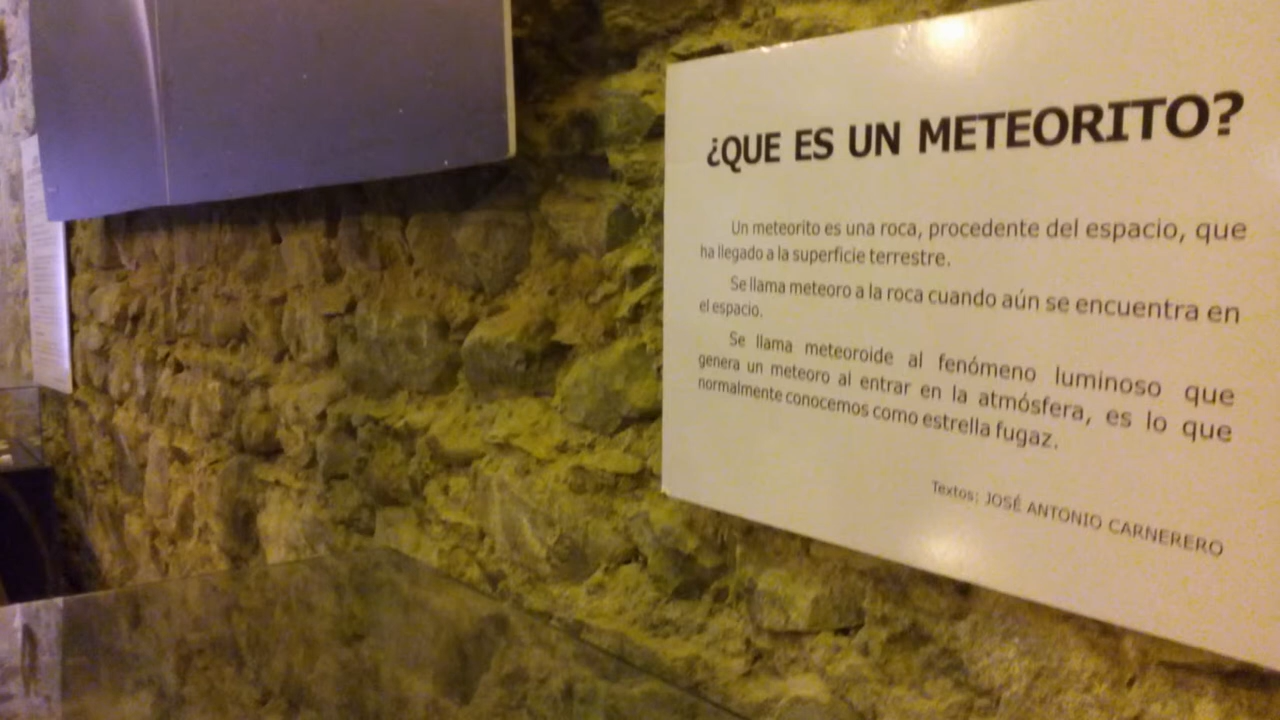 ¿QUE ES UN METEORITO?
Un meteorito es una roca, procedente del espacio, que
ha llegado a la superficie terrestre.
Se llama meteoro a la roca cuando aún se encuentra en
el espacio.
Se llama meteoroide al fenómeno luminoso que
genera un meteoro al entrar en la atmósfera, es lo que
normalmente conocemos como estrella fugaz.
Textos: JOSÉ ANTONIO CARNERERO